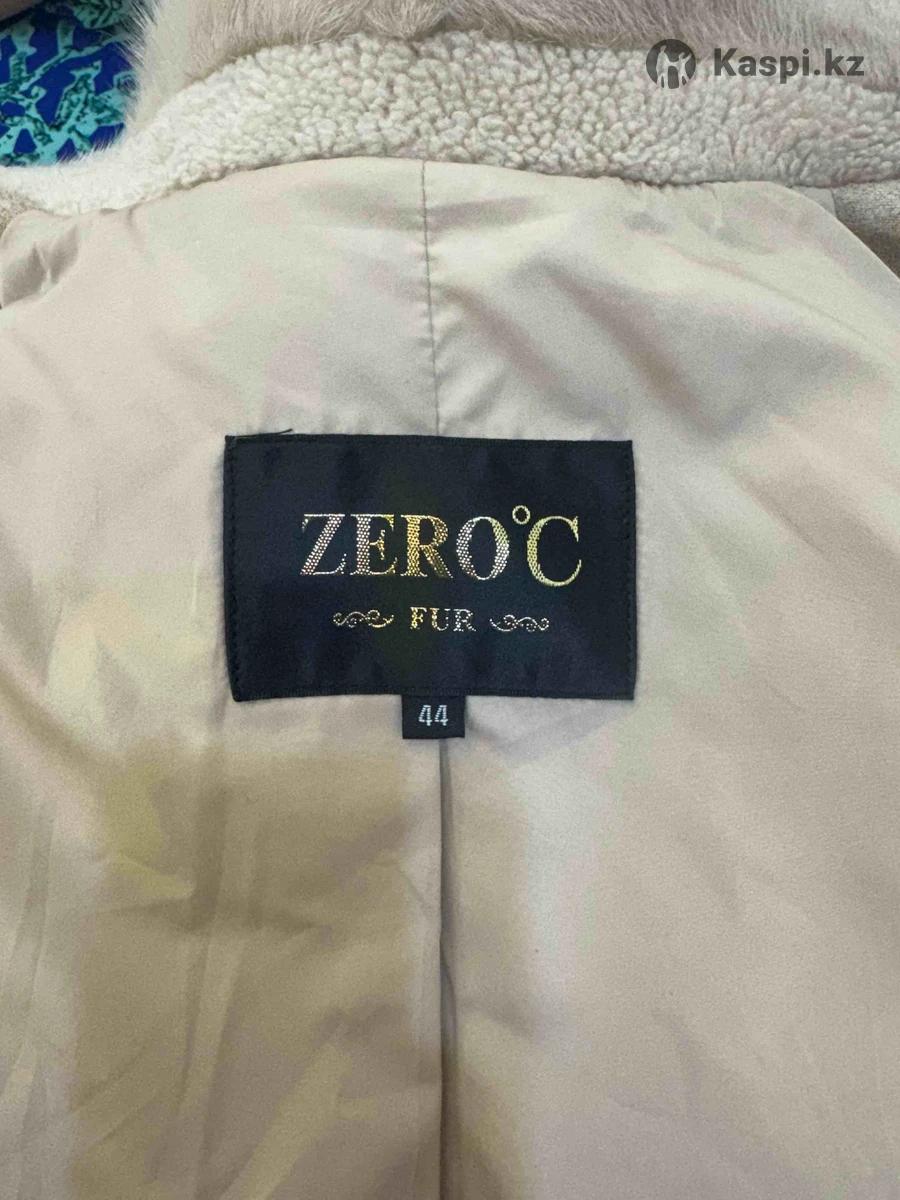 Kaspi.kz
ZERO°C
FUR
44